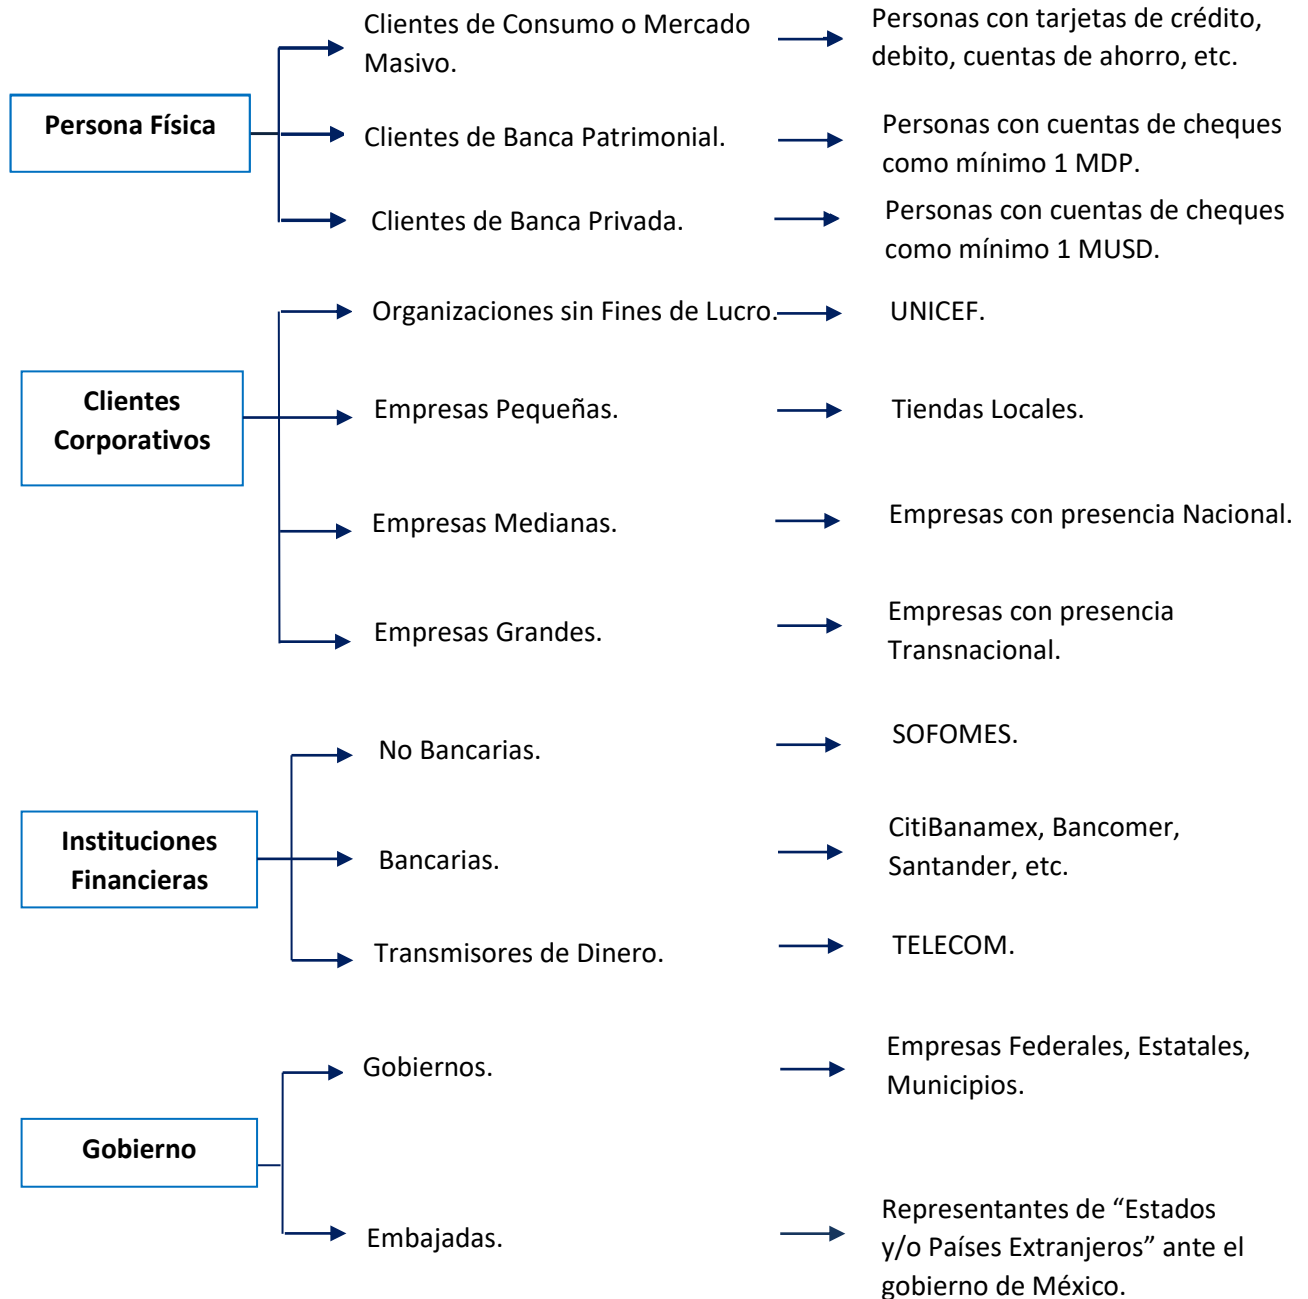 Clientes de Consumo o Mercado
Masivo.
Personas con tarjetas de crédito,
debito, cuentas de ahorro, etc.
Persona Física
Clientes de Banca Patrimonial.
Personas con cuentas de cheques
como mínimo 1 MDP.
Clientes de Banca Privada.
Personas con cuentas de cheques
como mínimo 1 MUSD.
Organizaciones sin Fines de Lucro.
UNICEF.
Clientes
Corporativos
Empresas Pequeñas.
Tiendas Locales.
Empresas Medianas.
Empresas con presencia Nacional.
Empresas Grandes.
Empresas con presencia
Transnacional.
No Bancarias.
SOFOMES.
Instituciones
Financieras
Bancarias.
CitiBanamex, Bancomer,
Santander, etc.
Transmisores de Dinero.
TELECOM.
Gobiernos.
Empresas Federales, Estatales,
Municipios.
Gobierno
Embajadas.
Representantes de “Estados
y/o Países Extranjeros” ante el
gobierno de México.